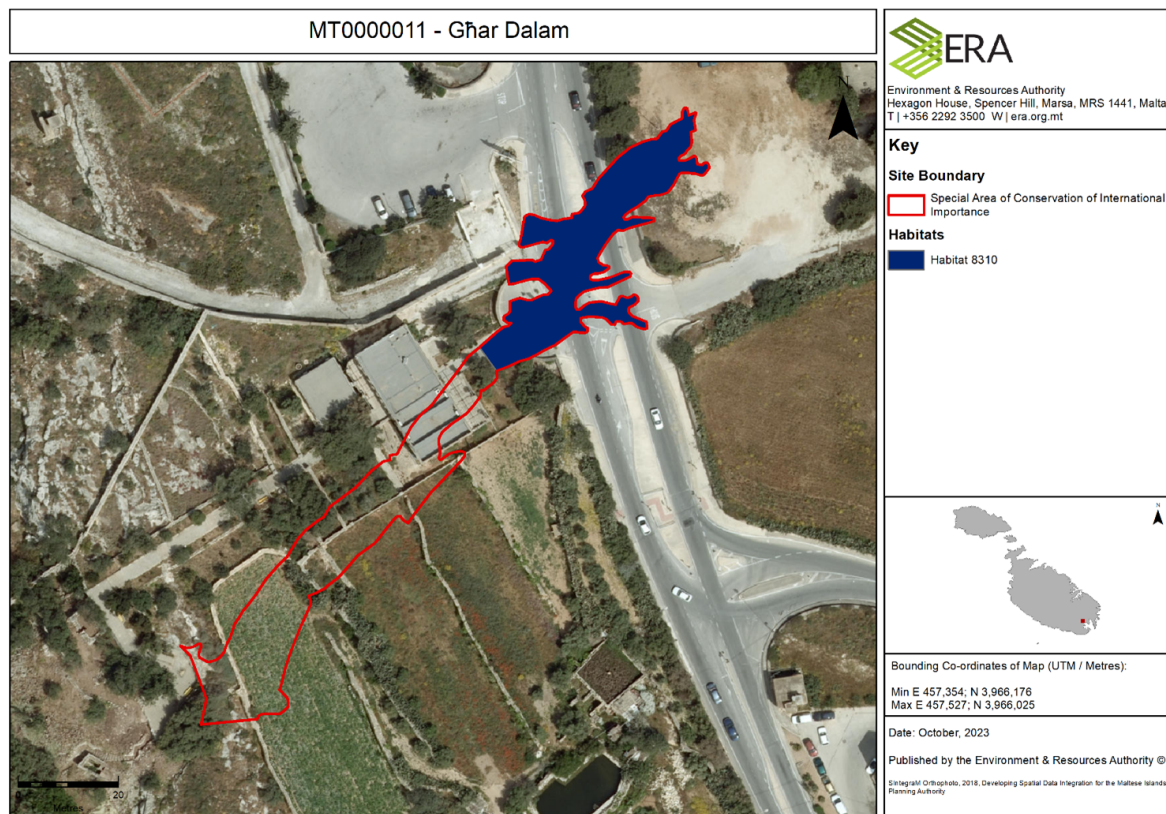 MT0000011 - Għar Dalam
N
0
20
Metres
ERA
Environment & Resources Authority
Hexagon House, Spencer Hill, Marsa, MRS 1441, Malta
T | +356 2292 3500 W | era.org.mt
Key
Site Boundary
Special Area of Conservation of International
Importance
Habitats
Habitat 8310
N
Bounding Co-ordinates of Map (UTM / Metres):
Min E 457,354; N 3,966,176
Max E 457,527; N 3,966,025
Date: October, 2023
Published by the Environment & Resources Authority ©
SIntegraM Orthophoto, 2018, Developing Spatial Data Integration for the Maltese Islands
Planning Authority